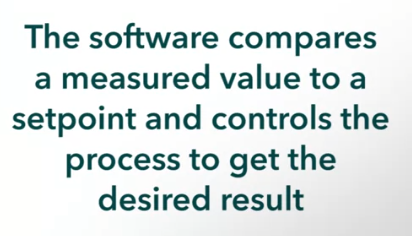 The software compares
a measured value to a
setpoint and controls the
process to get the
desired result